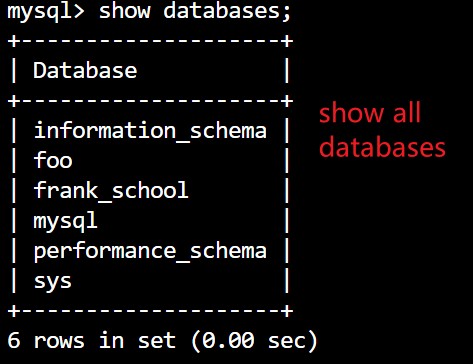 mysql> show databases;
+--------------------+
| Database           |
+--------------------+
| information_schema |
| foo                |
| frank_school       |
| mysql              |
| performance_schema |
| sys                |
+--------------------+
6 rows in set (0.00 sec)
show all
databases